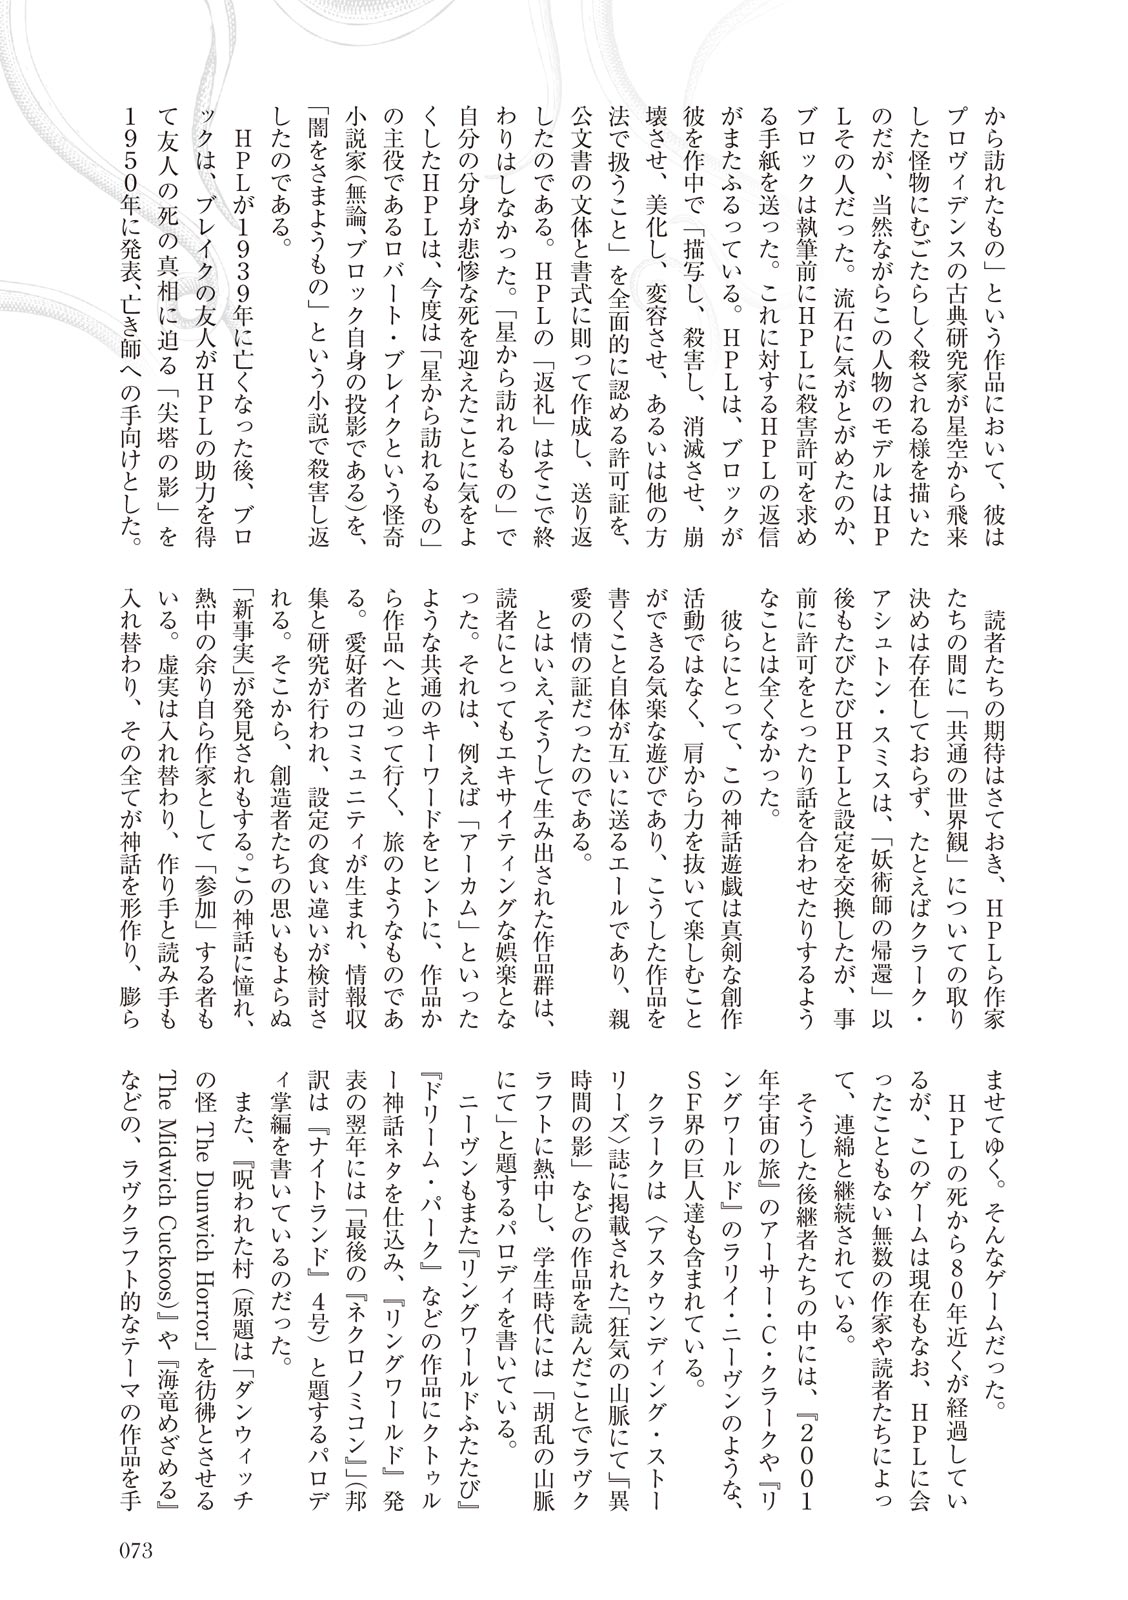 から訪れたもの」という作品において、彼は
プロヴィデンスの古典研究家が星空から飛来
した怪物にむごたらしく殺される様を描いた
のだが、当然ながらこの人物のモデルはＨＰ
Ｌその人だった。流石に気がとがめたのか、
ブロックは執筆前にＨＰＬに殺害許可を求め
る手紙を送った。これに対するＨＰＬの返信
がまたふるっている。ＨＰＬは、ブロックが
彼を作中で「描写し、殺害し、消滅させ、崩
壊させ、美化し、変容させ、あるいは他の方
法で扱うこと」を全面的に認める許可証を、
公文書の文体と書式に則って作成し、送り返
したのである。ＨＰＬの「返礼」はそこで終
わりはしなかった。「星から訪れるもの」で
自分の分身が悲惨な死を迎えたことに気をよ
くしたＨＰＬは、今度は「星から訪れるもの」
の主役であるロバート・ブレイクという怪奇
小説家（無論、ブロック自身の投影である）を、
「闇をさまようもの」という小説で殺害し返
したのである。
　ＨＰＬが１９３９年に亡くなった後、ブロ
ックは、ブレイクの友人がＨＰＬの助力を得
て友人の死の真相に迫る「尖塔の影」を
１９５０年に発表、亡き師への手向けとした。
　読者たちの期待はさておき、ＨＰＬら作家
たちの間に「共通の世界観」についての取り
決めは存在しておらず、たとえばクラーク・
アシュトン・スミスは、「妖術師の帰還」以
後もたびたびＨＰＬと設定を交換したが、事
前に許可をとったり話を合わせたりするよう
なことは全くなかった。
　彼らにとって、この神話遊戯は真剣な創作
活動ではなく、肩から力を抜いて楽しむこと
ができる気楽な遊びであり、こうした作品を
書くこと自体が互いに送るエールであり、親
愛の情の証だったのである。
　とはいえ、そうして生み出された作品群は、
読者にとってもエキサイティングな娯楽とな
った。それは、例えば「アーカム」といった
ような共通のキーワードをヒントに、作品か
ら作品へと辿って行く、旅のようなものであ
る。愛好者のコミュニティが生まれ、情報収
集と研究が行われ、設定の食い違いが検討さ
れる。そこから、創造者たちの思いもよらぬ
「新事実」が発見されもする。この神話に憧れ、
熱中の余り自ら作家として「参加」する者も
いる。虚実は入れ替わり、作り手と読み手も
入れ替わり、その全てが神話を形作り、膨ら
ませてゆく。そんなゲームだった。
　ＨＰＬの死から８０年近くが経過してい
るが、このゲームは現在もなお、ＨＰＬに会
ったこともない無数の作家や読者たちによっ
て、連綿と継続されている。
　そうした後継者たちの中には、『２００１
年宇宙の旅』のアーサー・Ｃ・クラークや『リ
ングワールド』のラリイ・ニーヴンのような、
ＳＦ界の巨人達も含まれている。
　クラークは〈アスタウンディング・ストー
リーズ〉誌に掲載された「狂気の山脈にて『異
時間の影」などの作品を読んだことでラヴク
ラフトに熱中し、学生時代には「胡乱の山脈
にて」と題するパロディを書いている。
　ニーヴンもまた『リングワールドふたたび』
『ドリーム・パーク』などの作品にクトゥル
ー神話ネタを仕込み、『リングワールド』発
表の翌年には「最後の『ネクロノミコン』」（邦
訳は『ナイトランド』４号）と題するパロデ
ィ掌編を書いているのだった。
　また、『呪われた村（原題は「ダンウィッチ
の怪 The Dunwich Horror」を彷彿とさせる
The Midwich Cuckoos）』や『海竜めざめる』
などの、ラヴクラフト的なテーマの作品を手
073